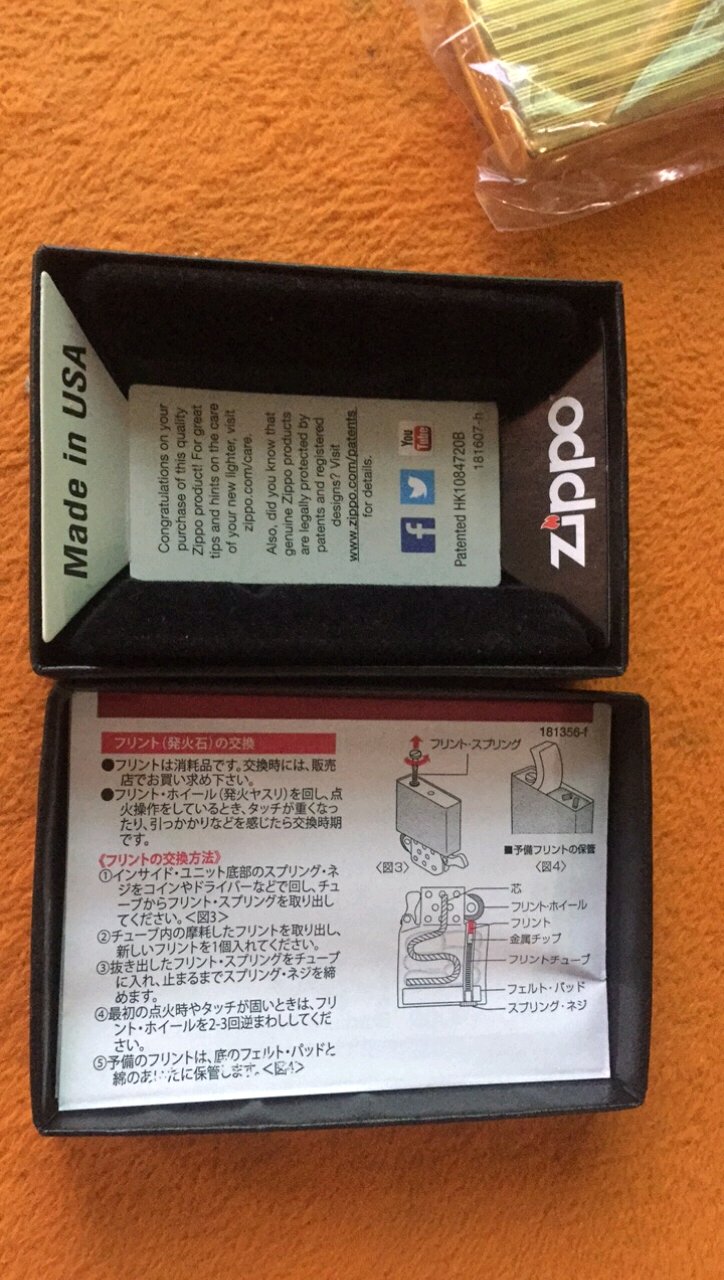 Made in USA
Congratulations on your
purchase of this quality
Zippo product! For great
tips and hints on the care
of your new lighter, visit
zippo.com/care.
Also, did you know that
genuine Zippo products
are legally protected by
patents and registered
designs? Visit
www.zippo.com/patents
for details.
f
You
Tube
Patented HK1084720B
181607-h
zippo
フリント(発火石)の交換
●フリントは消耗品です。交換時には、販売
店でお買い求め下さい。
●フリント・ホイール(発火ヤスリ)を回し、点
火操作をしているとき、タッチが重くなっ
たり、引っかかりなどを感じたら交換時期
です。
《フリントの交換方法》
①インサイド・ユニット底部のスプリング・ネ
ジをコインやドライバーなどで回し、チュ
ーブからフリント・スプリングを取り出し
てください。<図3>
②チューブ内の摩耗したフリントを取り出し、
新しいフリントを1個入れてください。
③抜き出したフリント・スプリングをチューブ
に入れ、止まるまでスプリング・ネジを締
めます。
④最初の点火時やタッチが固いときは、フリ
ント・ホイールを2-3回逆まわししてくだ
さい。
⑤予備のフリントは、底のフェルト・パッドと
綿のあいだに保管します。<図4>
181356-f
フリント・スプリング
<図3>
■予備フリントの保管
<図4>
芯
フリント・ホイール
フリント
金属チップ
フリントチューブ
フェルト・パッド
スプリング・ネジ